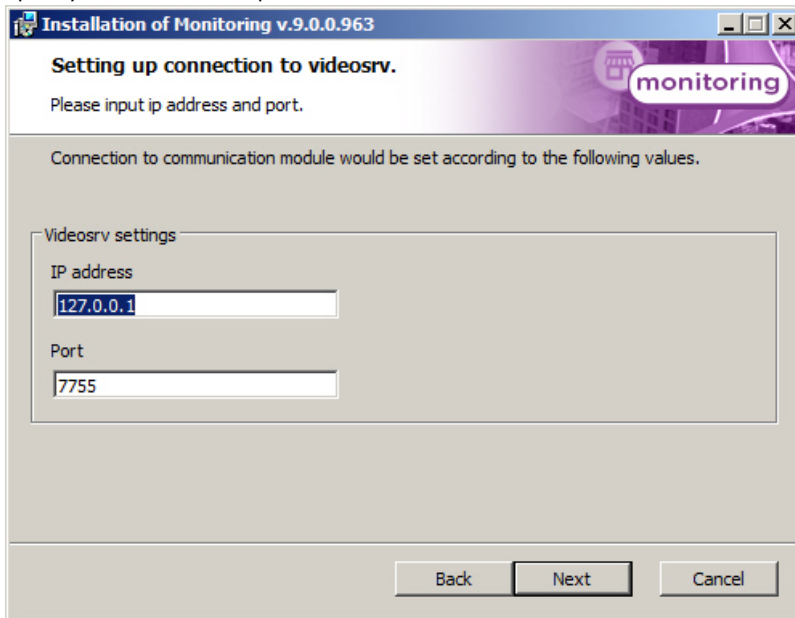 Installation of Monitoring v.9.0.0.963
Setting up connection to videosrv.
Please input ip address and port.
monitoring
Connection to communication module would be set according to the following values.
Videosrv settings
IP address
127.0.0.1
Port
7755
Back Next Cancel